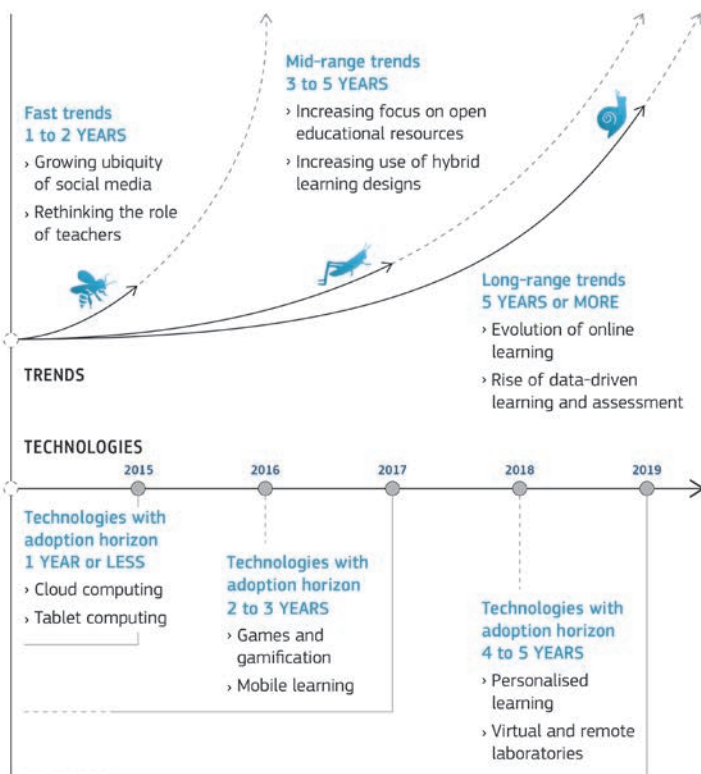 Fast trends
1 to 2 YEARS
› Growing ubiquity
of social media
› Rethinking the role
of teachers
Mid-range trends
3 to 5 YEARS
› Increasing focus on open
educational resources
› Increasing use of hybrid
learning designs
Long-range trends
5 YEARS or MORE
› Evolution of online
learning
› Rise of data-driven
learning and assessment
TRENDS
TECHNOLOGIES
2015
2016
2017
2018
2019
Technologies with
adoption horizon
1 YEAR or LESS
› Cloud computing
› Tablet computing
Technologies with
adoption horizon
2 to 3 YEARS
› Games and
gamification
› Mobile learning
Technologies with
adoption horizon
4 to 5 YEARS
› Personalised
learning
› Virtual and remote
laboratories